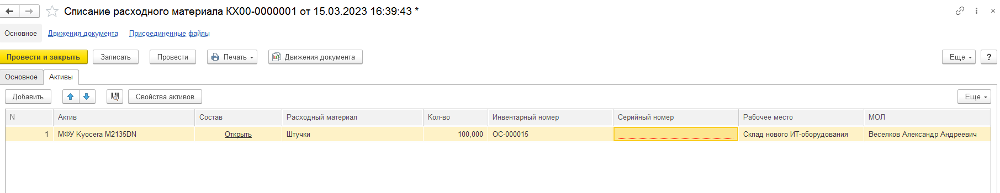 Списание расходного материала КХ00-0000001 от 15.03.2023 16:39:43 *
Основное Движения документа Присоединенные файлы
Провести и закрыть Записать Провести Печать Движения документа Еще ?
Основное Активы
Добавить Свойства активов Еще
N Актив Состав Расходный материал Кол-во Инвентарный номер Серийный номер Рабочее место МОЛ
1 МФУ Kyocera M2135DN Открыть Штучки 100,000 ОС-000015 Склад нового ИТ-оборудования Веселков Александр Андреевич